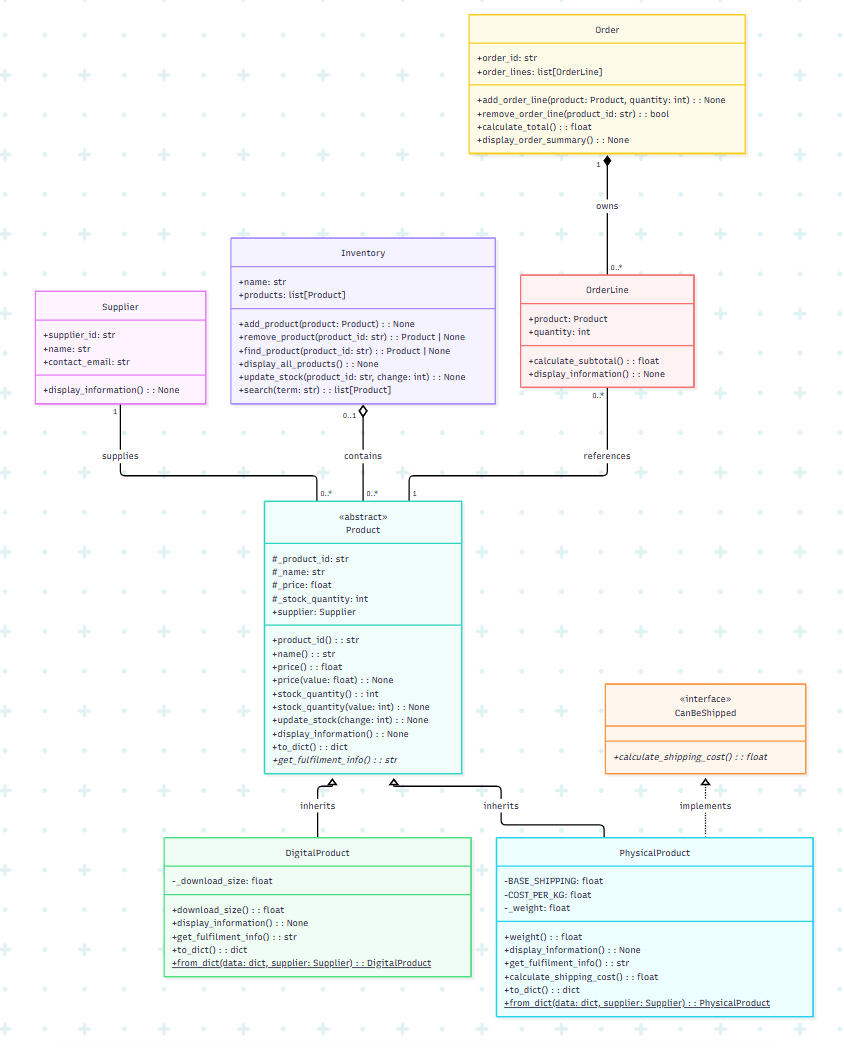 Order
+order_id: str
+order_lines: list[OrderLine]
+add_order_line(product: Product, quantity: int) : : None
+remove_order_line(product_id: str) : : bool
+calculate_total() : : float
+display_order_summary() : : None
1
owns
0..*
Inventory
+name: str
+products: list[Product]
+add_product(product: Product) : : None
+remove_product(product_id: str) : : Product | None
+find_product(product_id: str) : : Product | None
+display_all_products() : : None
+update_stock(product_id: str, change: int) : : None
+search(term: str) : : list[Product]
OrderLine
+product: Product
+quantity: int
+calculate_subtotal() : : float
+display_information() : : None
Supplier
+supplier_id: str
+name: str
+contact_email: str
+display_information() : : None
1
0..1
0..*
supplies
contains
references
0..*
0..*
1
«abstract»
Product
#_product_id: str
#_name: str
#_price: float
#_stock_quantity: int
+supplier: Supplier
+product_id() : : str
+name() : : str
+price() : : float
+price(value: float) : : None
+stock_quantity() : : int
+stock_quantity(value: int) : : None
+update_stock(change: int) : : None
+display_information() : : None
+to_dict() : : dict
+get_fulfilment_info() : : str
«interface»
CanBeShipped
+calculate_shipping_cost() : : float
inherits
inherits
implements
DigitalProduct
-_download_size: float
+download_size() : : float
+display_information() : : None
+get_fulfilment_info() : : str
+to_dict() : : dict
+from_dict(data: dict, supplier: Supplier) : : DigitalProduct
PhysicalProduct
-BASE_SHIPPING: float
-COST_PER_KG: float
-_weight: float
+weight() : : float
+display_information() : : None
+get_fulfilment_info() : : str
+calculate_shipping_cost() : : float
+to_dict() : : dict
+from_dict(data: dict, supplier: Supplier) : : PhysicalProduct